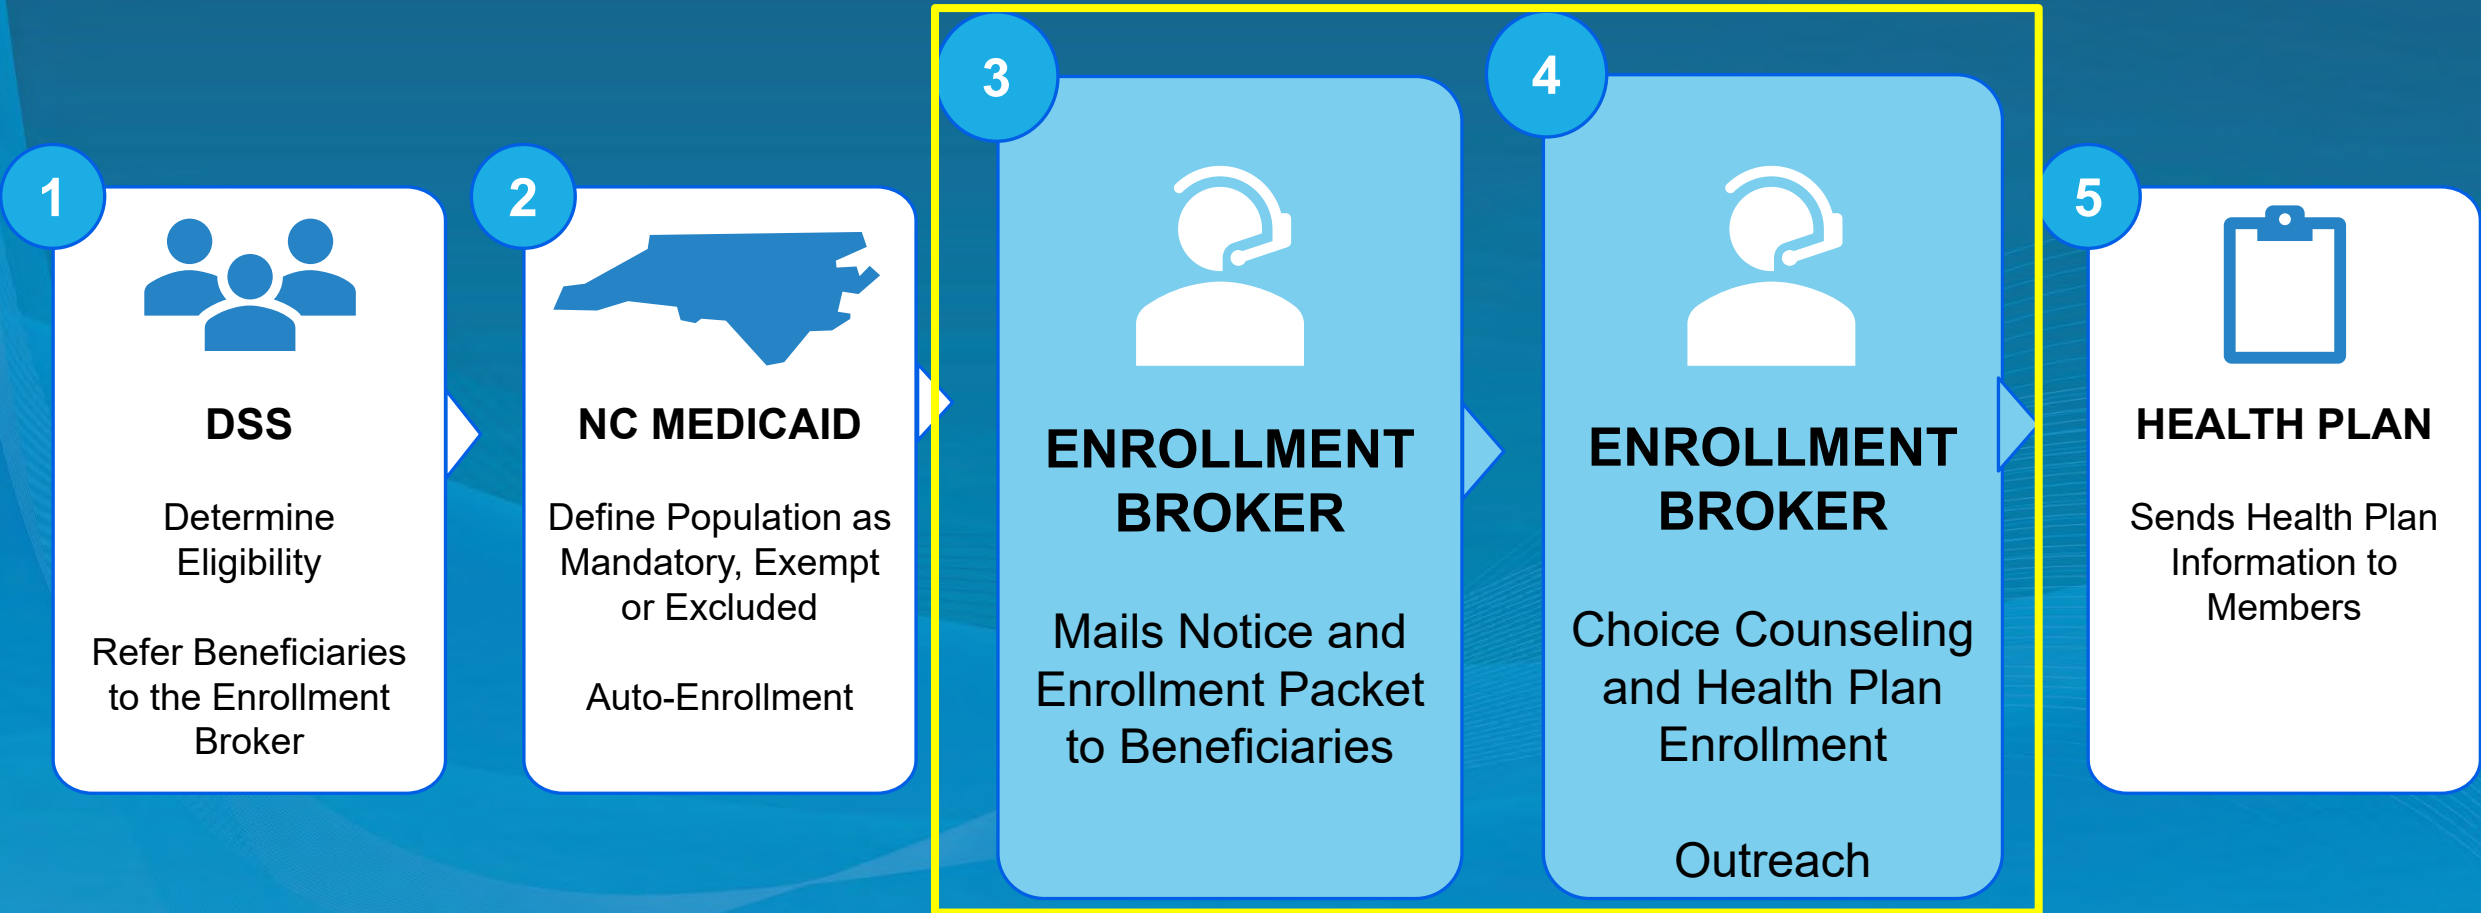 1
DSS
Determine
Eligibility
Refer Beneficiaries
to the Enrollment
Broker
2
NC MEDICAID
Define Population as
Mandatory, Exempt
or Excluded
Auto-Enrollment
3
ENROLLMENT
BROKER
Mails Notice and
Enrollment Packet
to Beneficiaries
4
ENROLLMENT
BROKER
Choice Counseling
and Health Plan
Enrollment
Outreach
5
HEALTH PLAN
Sends Health Plan
Information to
Members